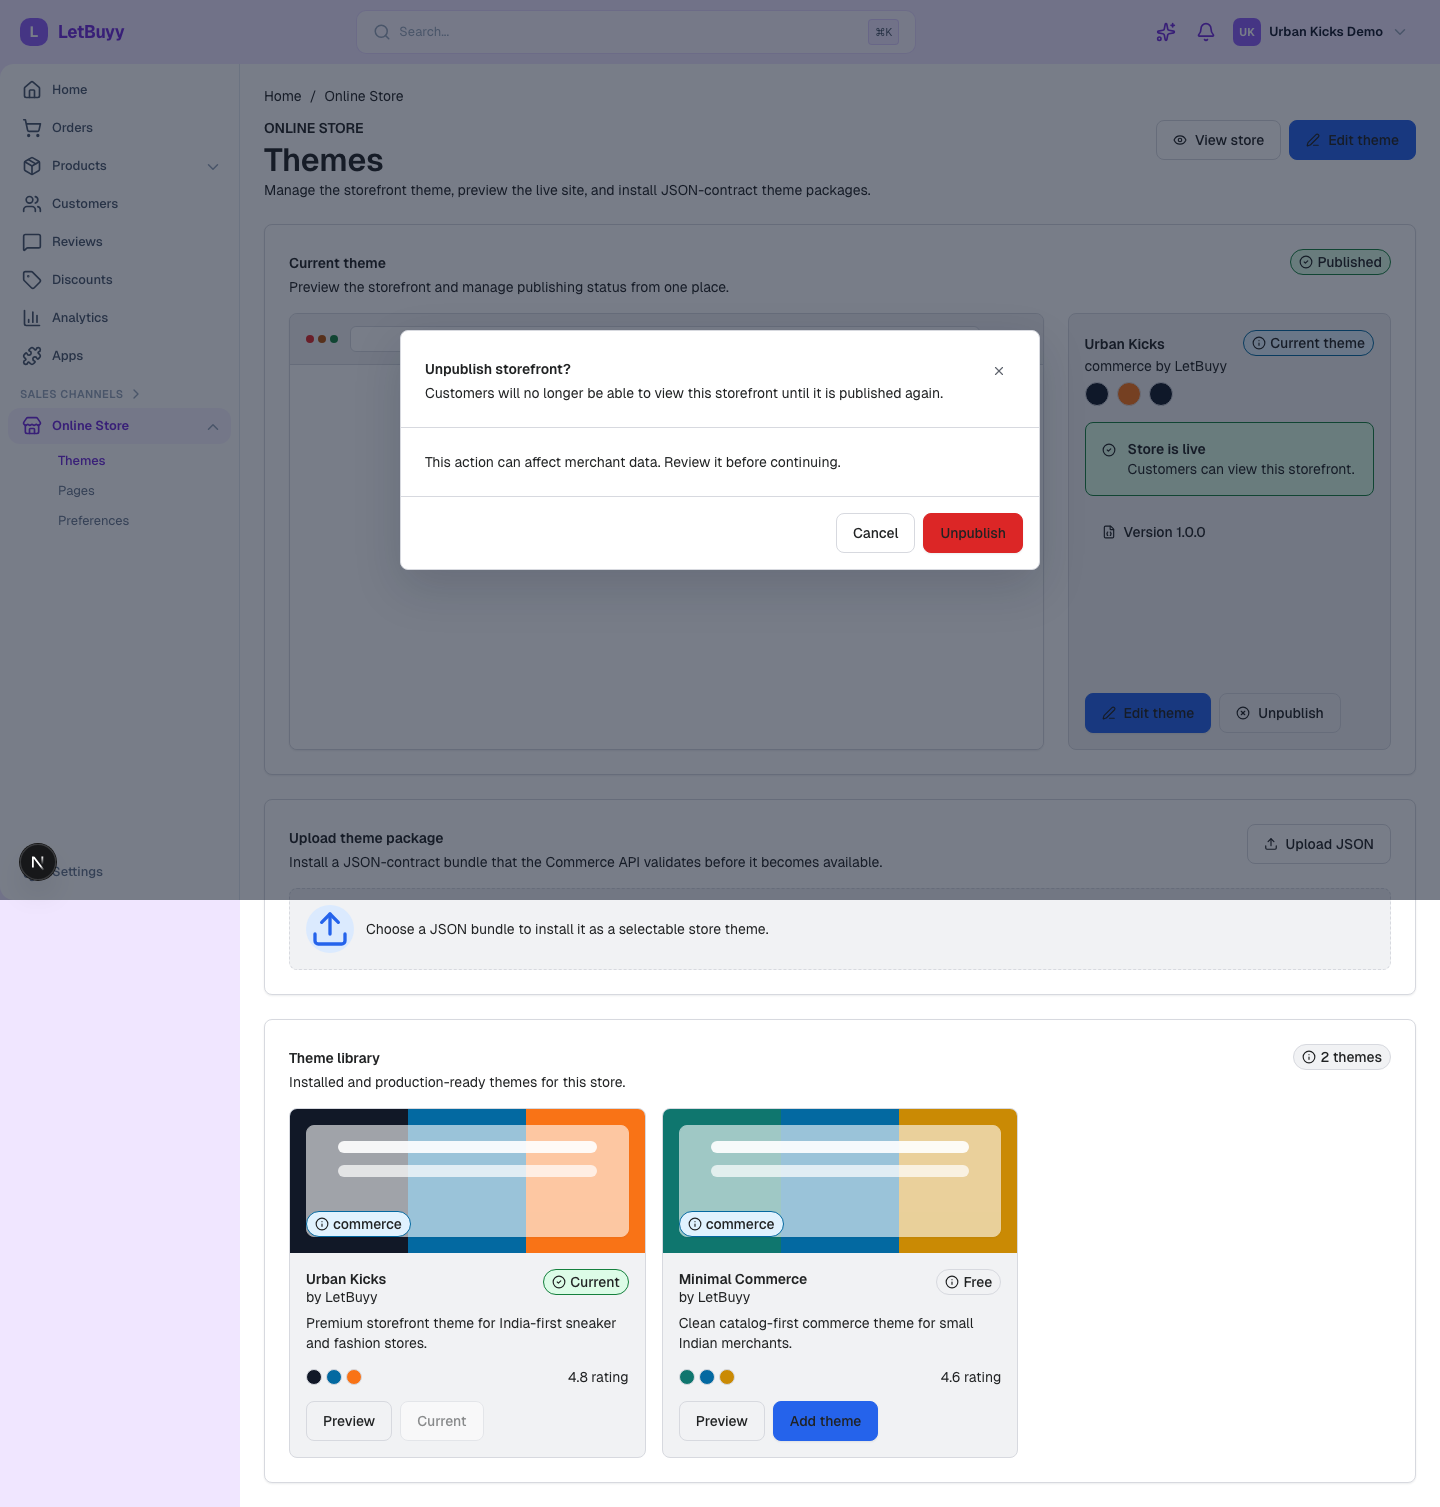 L LetBuyy
Search...
⌘K
UK Urban Kicks Demo
Home
Orders
Products
Customers
Reviews
Discounts
Analytics
Apps
SALES CHANNELS
Online Store
Themes
Pages
Preferences
N
Settings
Home / Online Store
ONLINE STORE
Themes
Manage the storefront theme, preview the live site, and install JSON-contract theme packages.
View store
Edit theme
Current theme
Preview the storefront and manage publishing status from one place.
Published
Unpublish storefront?
Customers will no longer be able to view this storefront until it is published again.
This action can affect merchant data. Review it before continuing.
Cancel
Unpublish
Urban Kicks
Current theme
commerce by LetBuyy
Store is live
Customers can view this storefront.
Version 1.0.0
Edit theme
Unpublish
Upload theme package
Install a JSON-contract bundle that the Commerce API validates before it becomes available.
Upload JSON
Choose a JSON bundle to install it as a selectable store theme.
Theme library
Installed and production-ready themes for this store.
2 themes
commerce
Urban Kicks
Current
by LetBuyy
Premium storefront theme for India-first sneaker
and fashion stores.
4.8 rating
Preview
Current
commerce
Minimal Commerce
Free
by LetBuyy
Clean catalog-first commerce theme for small
Indian merchants.
4.6 rating
Preview
Add theme